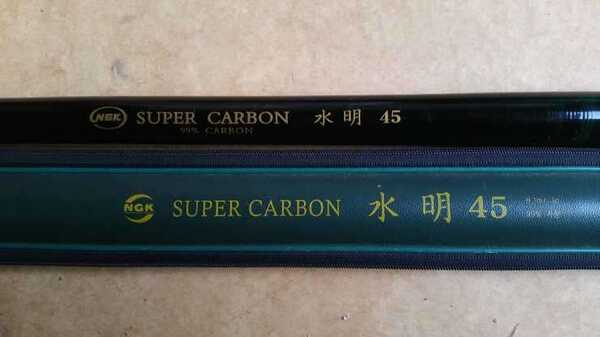 NGK SUPER CARBON 水明 45
99% CARBON
NGK SUPER CARBON 水明 45